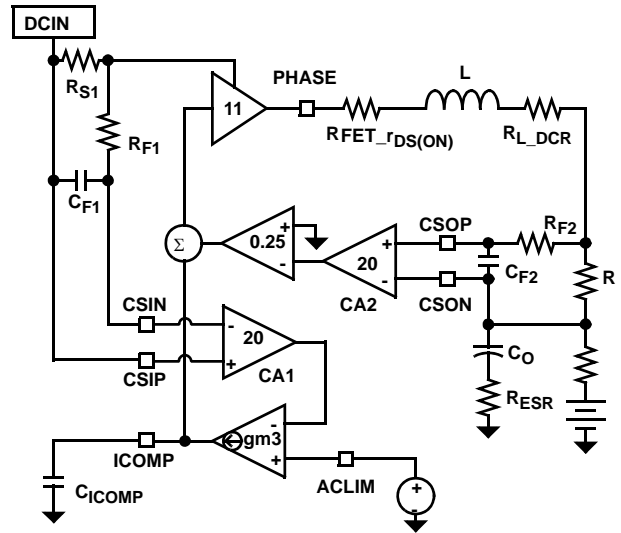 DCIN
RS1
PHASE
L
11
RFET_rDS(ON)
RL_DCR
RF1
CF1
Σ
+
0.25
-
+
20
-
CA2
CSOP
CSON
RF2
CF2
R
CSIN
CSIP
-
20
+
CA1
CO
RESR
-
gm3
+
ICOMP
CICOMP
ACLIM
+
-